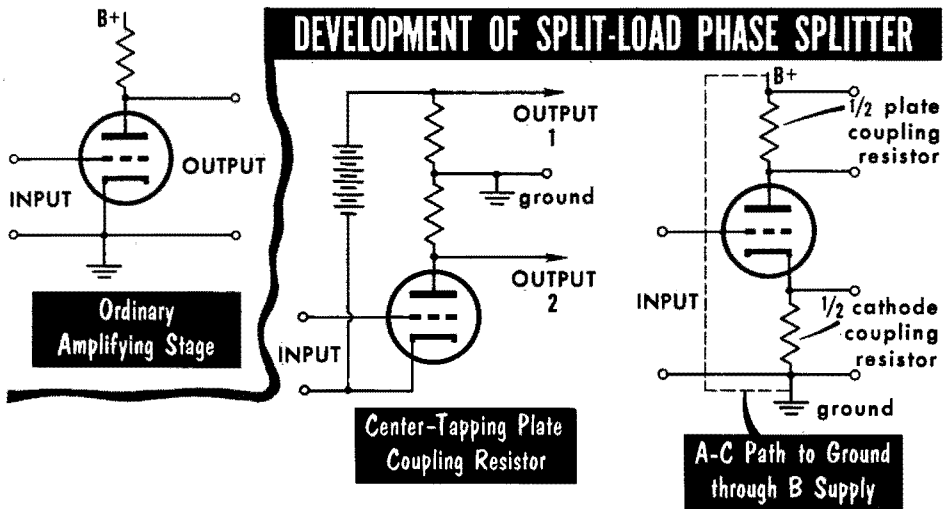 DEVELOPMENT OF SPLIT-LOAD PHASE SPLITTER
B+
INPUT
OUTPUT
Ordinary
Amplifying Stage
OUTPUT
1
ground
OUTPUT
2
INPUT
Center-Tapping Plate
Coupling Resistor
B+
1/2 plate
coupling
resistor
INPUT
1/2 cathode
coupling
resistor
ground
A-C Path to Ground
through B Supply